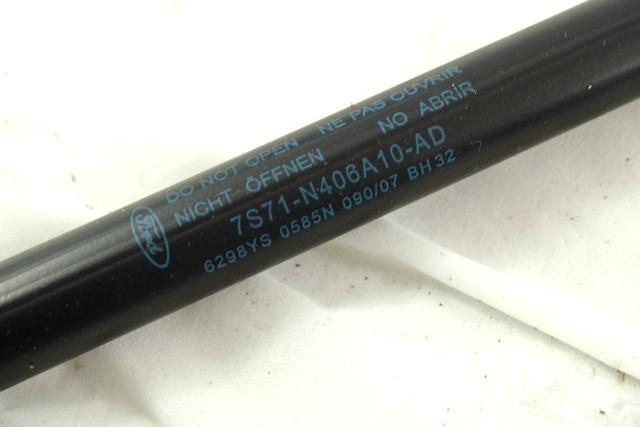 Ford
DO NOT OPEN NE PAS OUVRIR
NICHT ÖFFNEN NO ABRIR
7S71-N406A10-AD
6298YS 0585N 090/07 BH32